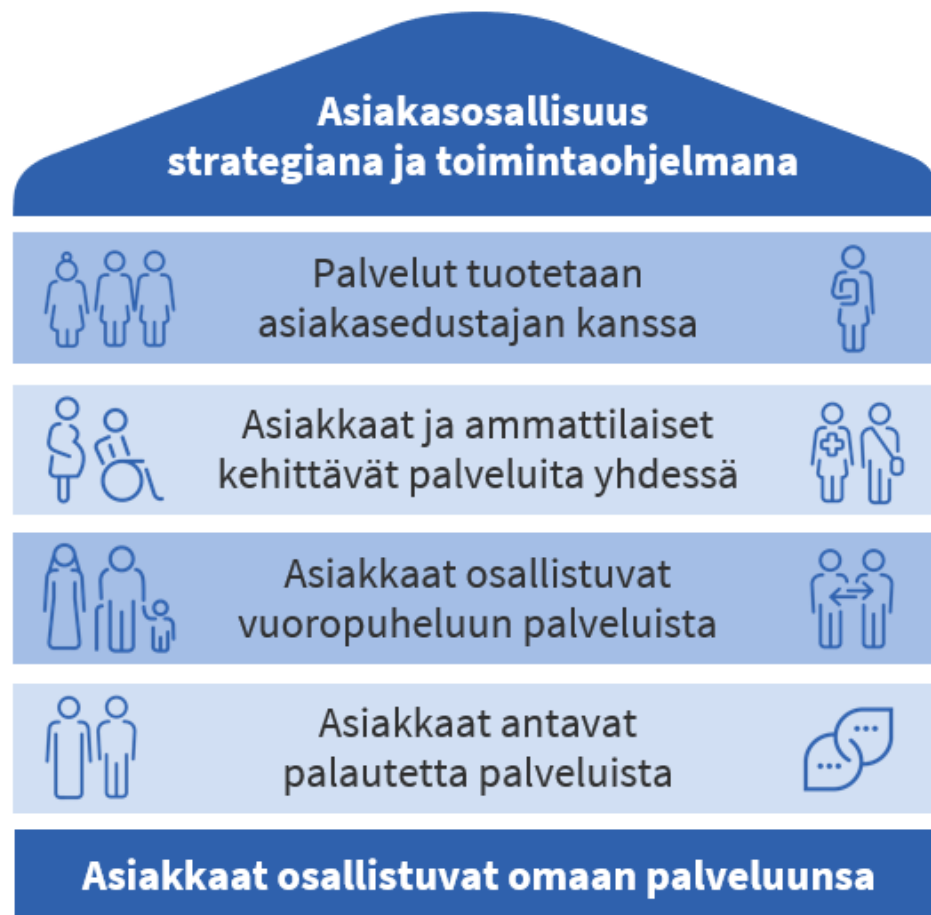 Asiakasosallisuus
strategiana ja toimintaohjelmana
Palvelut tuotetaan
asiakasedustajan kanssa
Asiakkaat ja ammattilaiset
kehittävät palveluita yhdessä
Asiakkaat osallistuvat
vuoropuheluun palveluista
Asiakkaat antavat
palautetta palveluista
Asiakkaat osallistuvat omaan palveluunsa